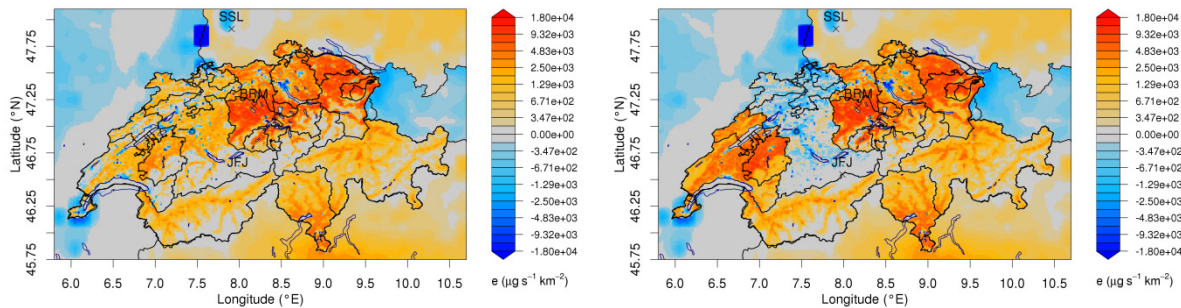 SSL
BRM
JFJ
47.75
47.25
46.75
46.25
45.75
Latitude (°N)
6.0 6.5 7.0 7.5 8.0 8.5 9.0 9.5 10.0 10.5
Longitude (°E)
1.80e+04
9.32e+03
4.83e+03
2.50e+03
1.29e+03
6.71e+02
3.47e+02
0.00e+00
-3.47e+02
-6.71e+02
-1.29e+03
-2.50e+03
-4.83e+03
-9.32e+03
-1.80e+04
e (μg s⁻¹ km⁻²)
SSL
BRM
JFJ
47.75
47.25
46.75
46.25
45.75
Latitude (°N)
6.0 6.5 7.0 7.5 8.0 8.5 9.0 9.5 10.0 10.5
Longitude (°E)
1.80e+04
9.32e+03
4.83e+03
2.50e+03
1.29e+03
6.71e+02
3.47e+02
0.00e+00
-3.47e+02
-6.71e+02
-1.29e+03
-2.50e+03
-4.83e+03
-9.32e+03
-1.80e+04
e (μg s⁻¹ km⁻²)